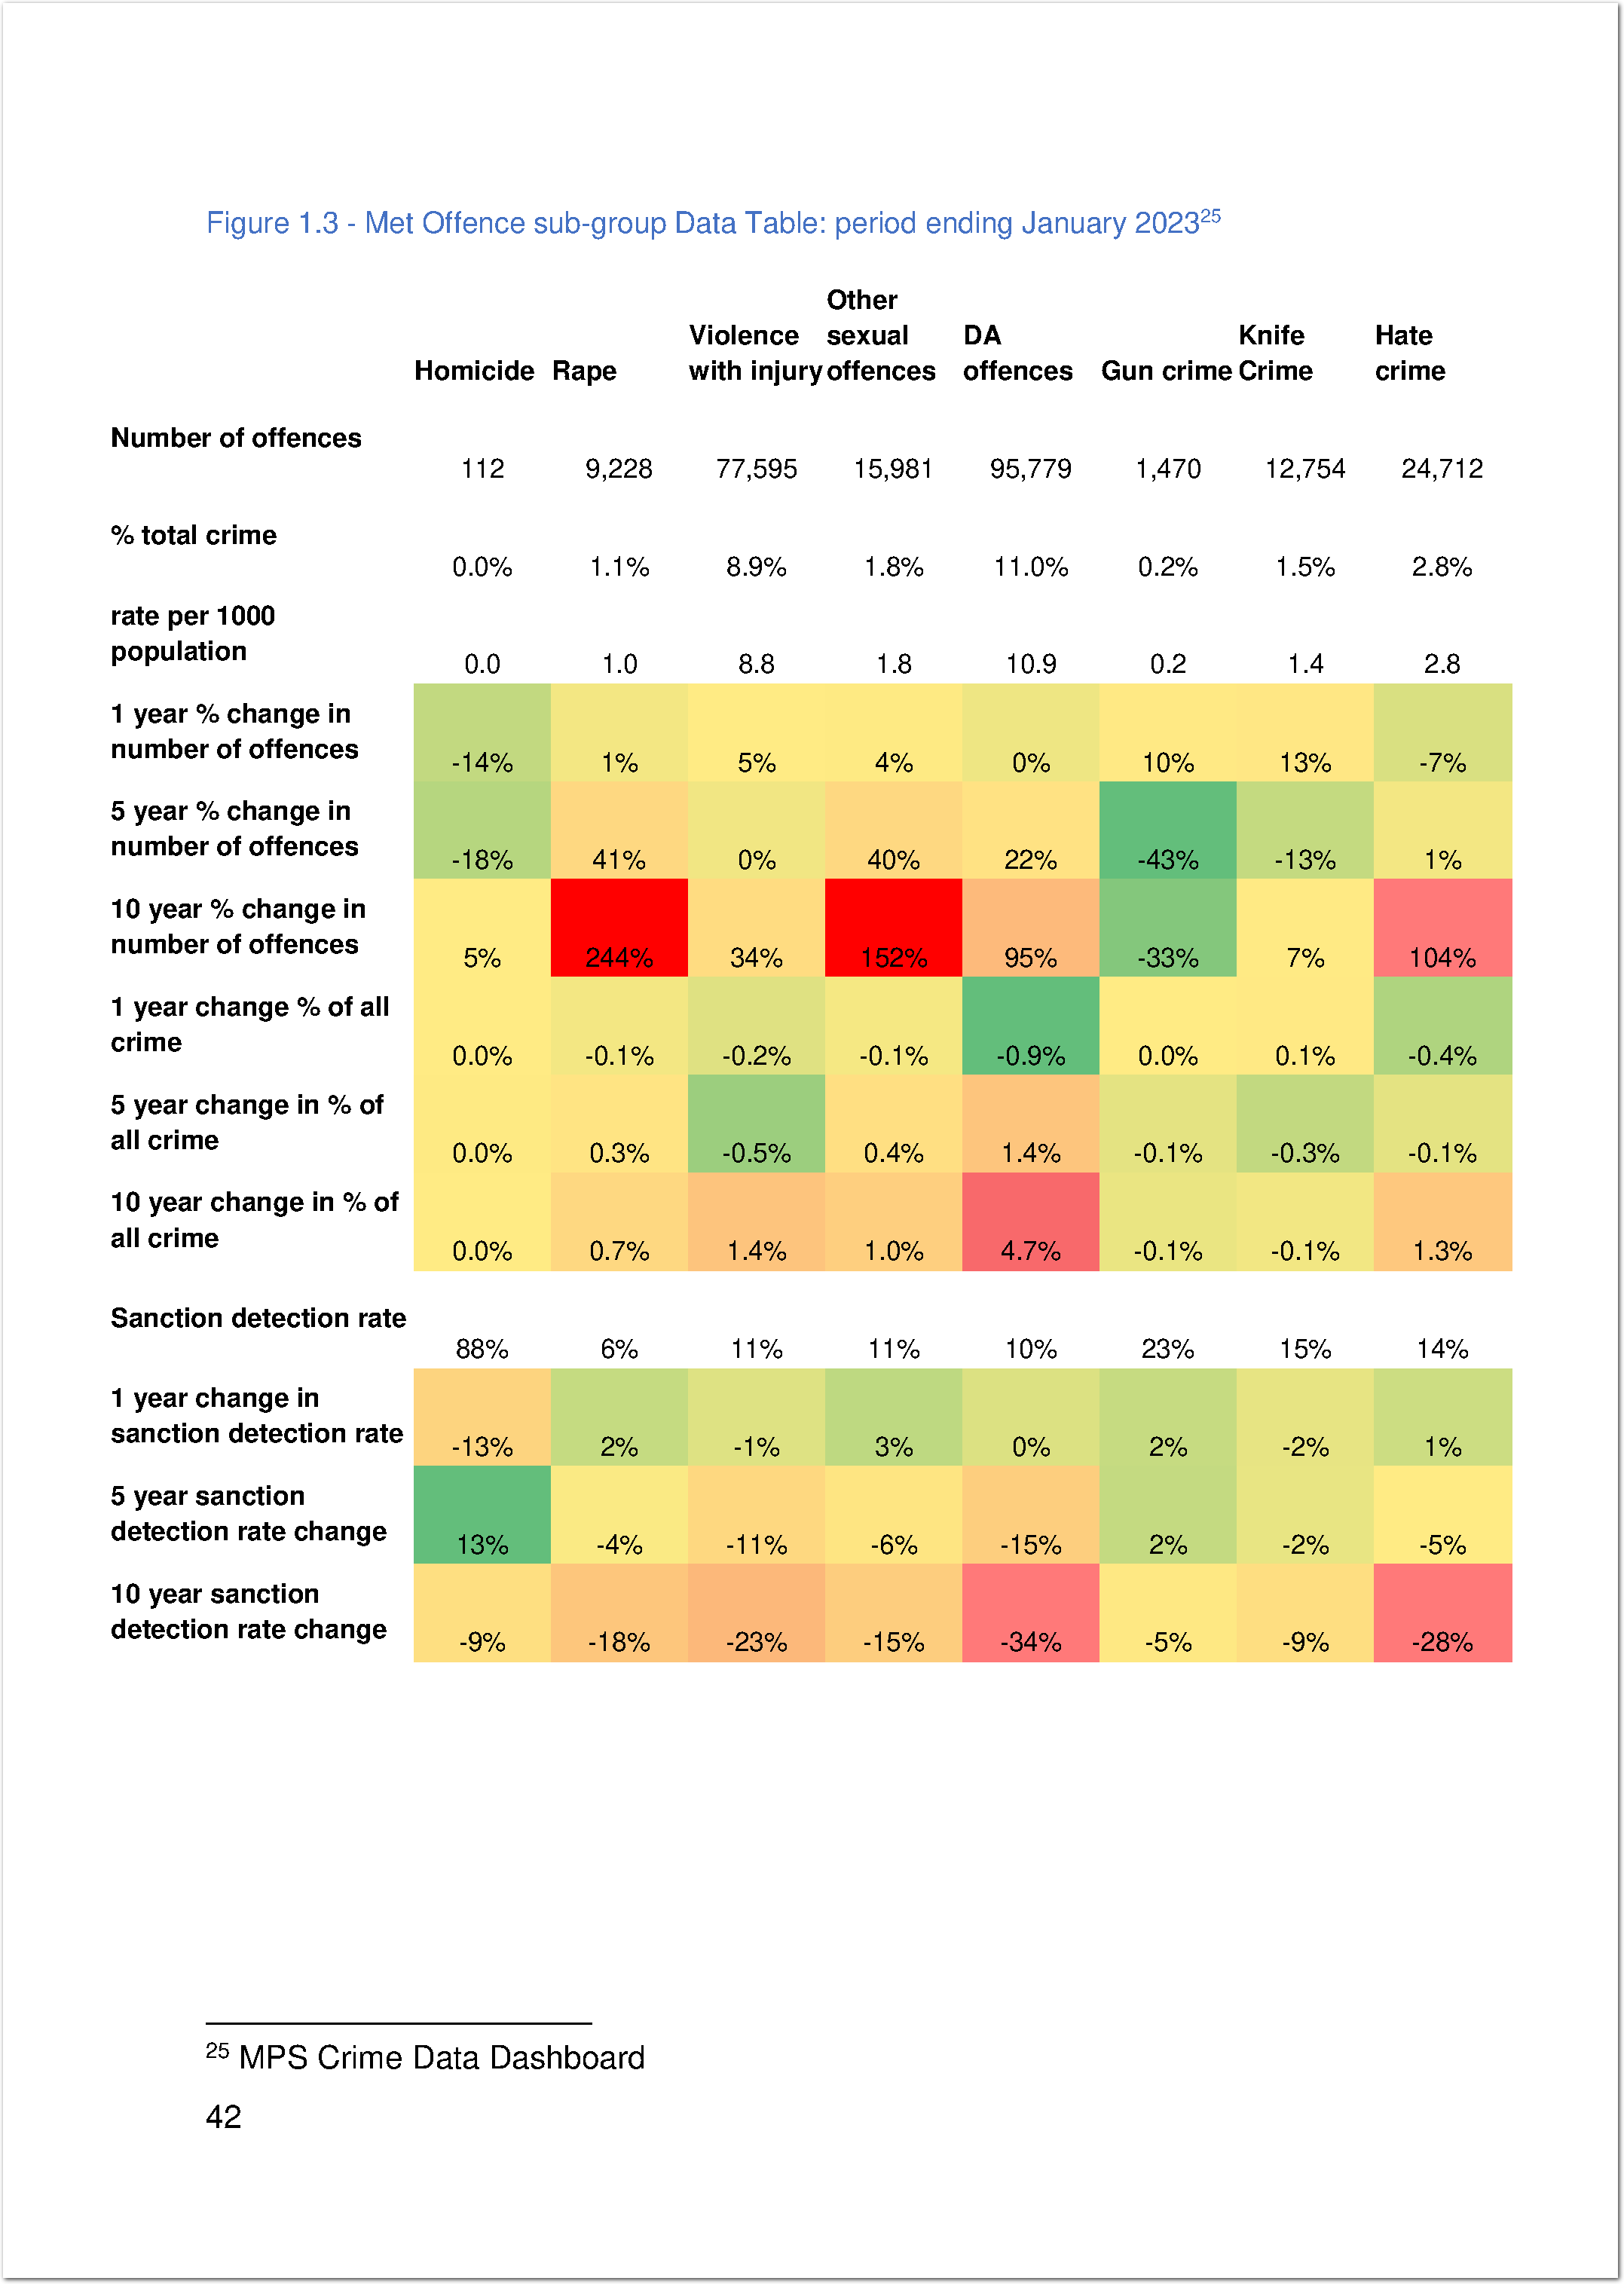 Figure 1.3 - Met Offence sub-group Data Table: period ending January 2023²⁵
Other
Violence sexual DA Knife Hate
Homicide Rape with injury offences offences Gun crime Crime crime
Number of offences
112 9,228 77,595 15,981 95,779 1,470 12,754 24,712
% total crime
0.0% 1.1% 8.9% 1.8% 11.0% 0.2% 1.5% 2.8%
rate per 1000
population
0.0 1.0 8.8 1.8 10.9 0.2 1.4 2.8
1 year % change in
number of offences
-14% 1% 5% 4% 0% 10% 13% -7%
5 year % change in
number of offences
-18% 41% 0% 40% 22% -43% -13% 1%
10 year % change in
number of offences
5% 244% 34% 152% 95% -33% 7% 104%
1 year change % of all
crime
0.0% -0.1% -0.2% -0.1% -0.9% 0.0% 0.1% -0.4%
5 year change in % of
all crime
0.0% 0.3% -0.5% 0.4% 1.4% -0.1% -0.3% -0.1%
10 year change in % of
all crime
0.0% 0.7% 1.4% 1.0% 4.7% -0.1% -0.1% 1.3%
Sanction detection rate
88% 6% 11% 11% 10% 23% 15% 14%
1 year change in
sanction detection rate
-13% 2% -1% 3% 0% 2% -2% 1%
5 year sanction
detection rate change
13% -4% -11% -6% -15% 2% -2% -5%
10 year sanction
detection rate change
-9% -18% -23% -15% -34% -5% -9% -28%
²⁵ MPS Crime Data Dashboard
42